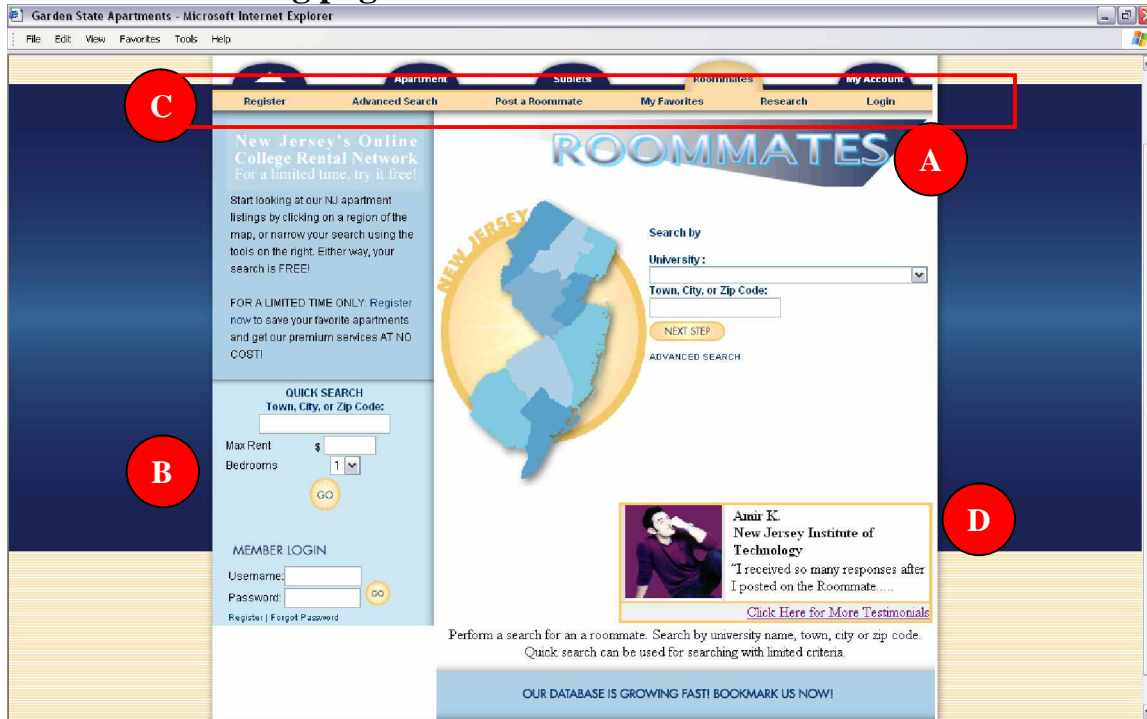 Garden State Apartments - Microsoft Internet Explorer
File Edit View Favorites Tools Help
Apartment Sublets Roommates My Account
C
Register Advanced Search Post a Roommate My Favorites Research Login
New Jersey's Online
College Rental Network
For a limited time, try it free!
ROOMMATES
A
Start looking at our NJ apartment
listings by clicking on a region of the
map, or narrow your search using the
tools on the right. Either way, your
search is FREE!
FOR A LIMITED TIME ONLY: Register
now to save your favorite apartments
and get our premium services AT NO
COST!
NEW JERSEY
Search by
University :
Town, City, or Zip Code:
NEXT STEP
ADVANCED SEARCH
QUICK SEARCH
Town, City, or Zip Code:
Max Rent $
Bedrooms 1
GO
B
MEMBER LOGIN
Username:
Password: GO
Register | Forgot Password
Amir K.
New Jersey Institute of
Technology
"I received so many responses after
I posted on the Roommate.....
Click Here for More Testimonials
D
Perform a search for an a roommate. Search by university name, town, city or zip code.
Quick search can be used for searching with limited criteria.
OUR DATABASE IS GROWING FAST! BOOKMARK US NOW!